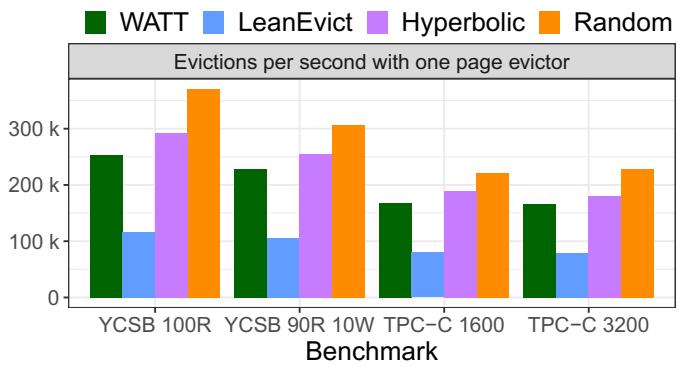 WATT LeanEvict Hyperbolic Random
Evictions per second with one page evictor
300 k
200 k
100 k
0
YCSB 100R YCSB 90R 10W TPC−C 1600 TPC−C 3200
Benchmark